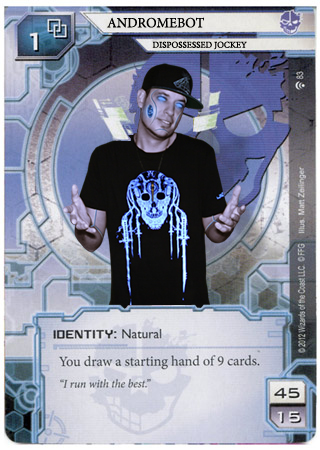 ANDROMEBOT
1
DISPOSSESSED JOCKEY
83
Illus. Matt Zeilinger
© 2012 Wizards of the Coast LLC. © FFG
IDENTITY: Natural
You draw a starting hand of 9 cards.
"I run with the best."
45
15